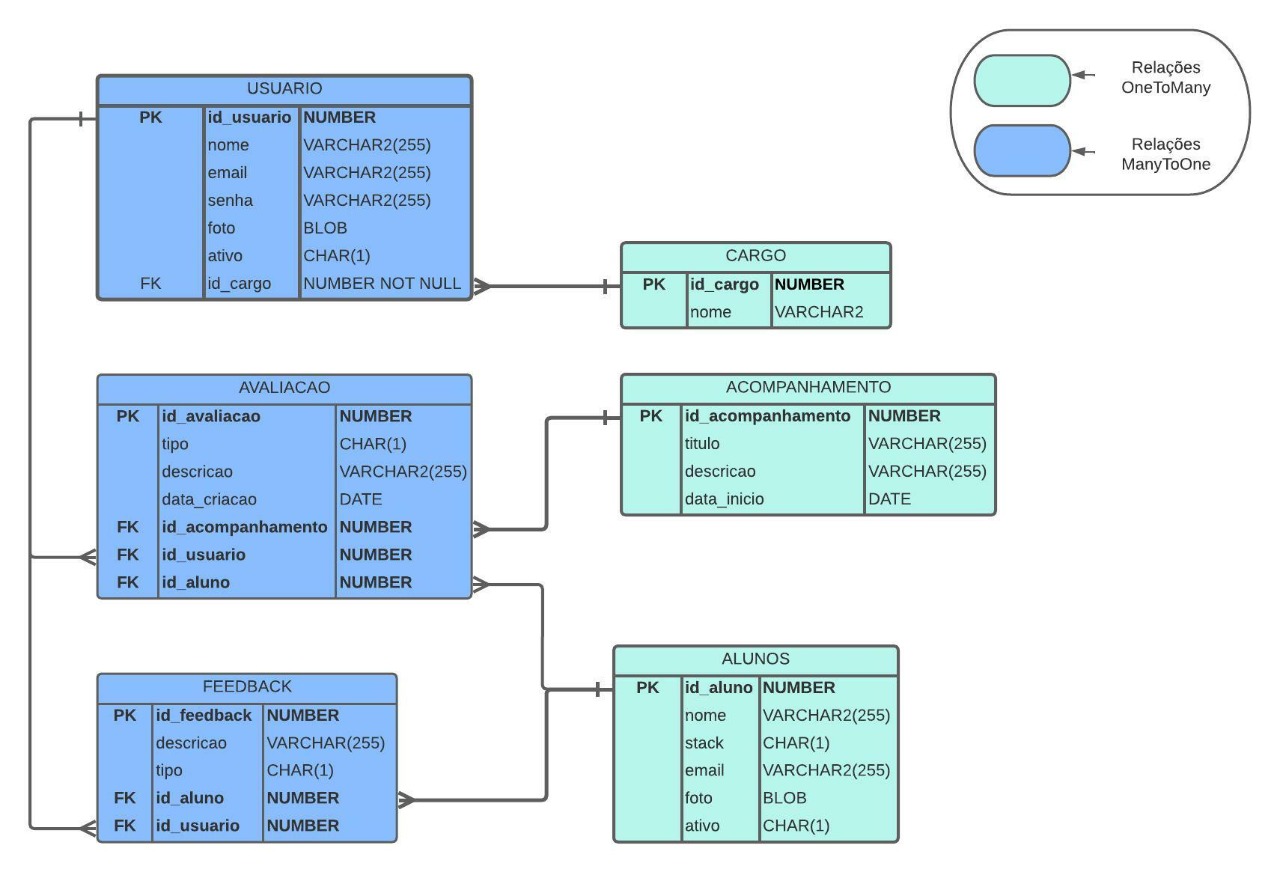 Relações
OneToMany
Relações
ManyToOne
USUARIO
PK id_usuario NUMBER
nome VARCHAR2(255)
email VARCHAR2(255)
senha VARCHAR2(255)
foto BLOB
ativo CHAR(1)
FK id_cargo NUMBER NOT NULL
CARGO
PK id_cargo NUMBER
nome VARCHAR2
AVALIACAO
PK id_avaliacao NUMBER
tipo CHAR(1)
descricao VARCHAR2(255)
data_criacao DATE
FK id_acompanhamento NUMBER
FK id_usuario NUMBER
FK id_aluno NUMBER
ACOMPANHAMENTO
PK id_acompanhamento NUMBER
titulo VARCHAR(255)
descricao VARCHAR(255)
data_inicio DATE
FEEDBACK
PK id_feedback NUMBER
descricao VARCHAR(255)
tipo CHAR(1)
FK id_aluno NUMBER
FK id_usuario NUMBER
ALUNOS
PK id_aluno NUMBER
nome VARCHAR2(255)
stack CHAR(1)
email VARCHAR2(255)
foto BLOB
ativo CHAR(1)